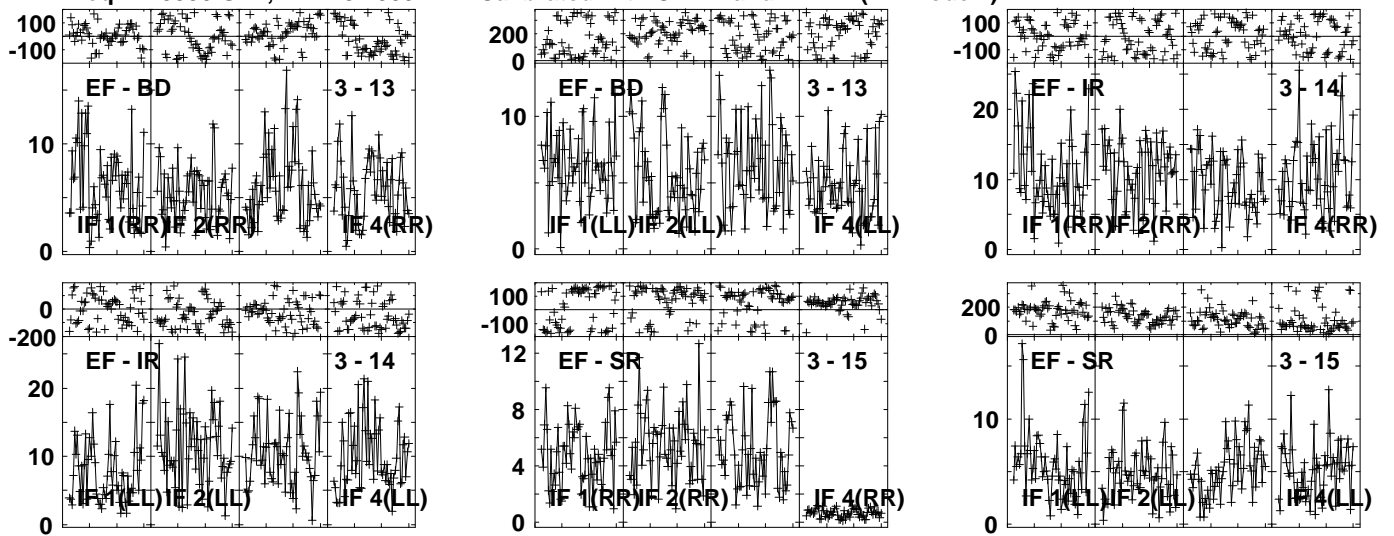 100
-100
EF - BD 3 - 13
10
IF 1(RR) IF 2(RR) IF 4(RR)
0
200
0
EF - BD 3 - 13
10
IF 1(LL) IF 2(LL) IF 4(LL)
0
100
-100
EF - IR 3 - 14
20
10
IF 1(RR) IF 2(RR) IF 4(RR)
0
0
-200
EF - IR 3 - 14
20
10
IF 1(LL) IF 2(LL) IF 4(LL)
0
100
-100
12
EF - SR 3 - 15
8
4
IF 1(RR) IF 2(RR) IF 4(RR)
0
200
0
EF - SR 3 - 15
10
IF 1(LL) IF 2(LL) IF 4(LL)
0